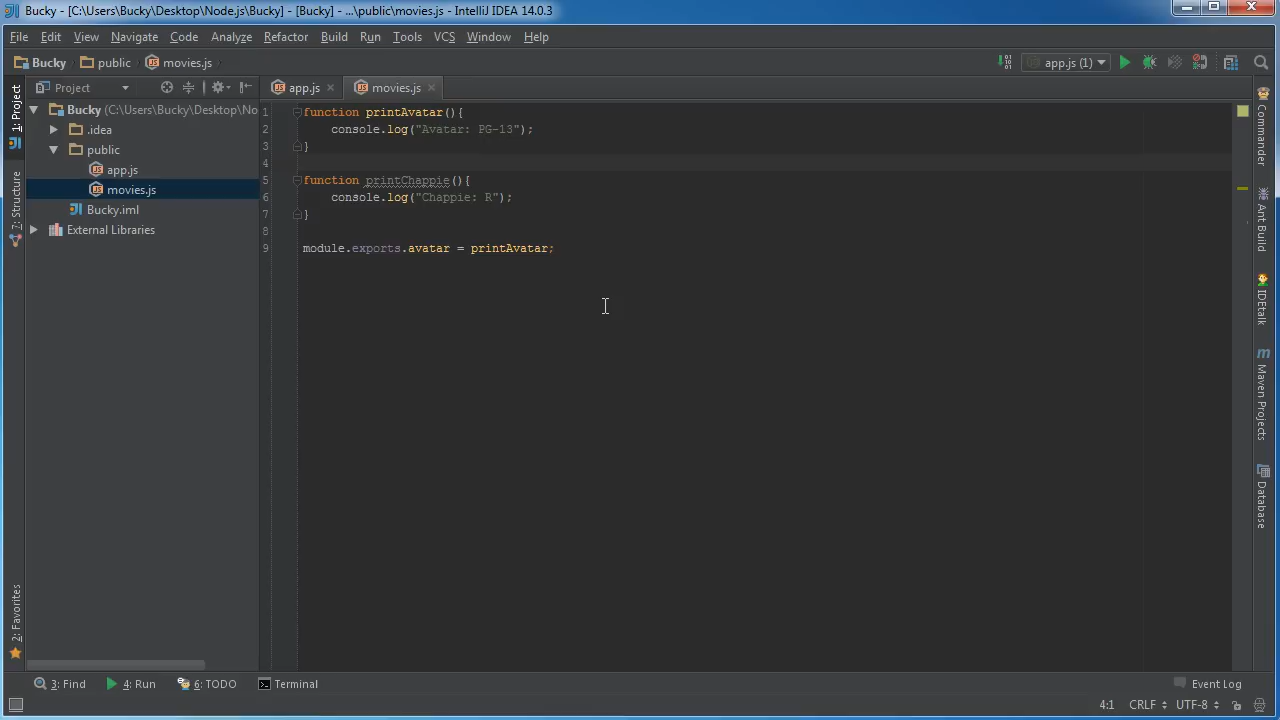 Bucky - [C:\Users\Bucky\Desktop\Node.js\Bucky] - [Bucky] - ...\public\movies.js - IntelliJ IDEA 14.0.3
File Edit View Navigate Code Analyze Refactor Build Run Tools VCS Window Help
Bucky public movies.js app.js (1)
1: Project
7: Structure
2: Favorites
Project
Bucky (C:\Users\Bucky\Desktop\No
.idea
public
app.js
movies.js
Bucky.iml
External Libraries
app.js movies.js
1 function printAvatar(){
2 console.log("Avatar: PG-13");
3 }
4
5 function printChappie(){
6 console.log("Chappie: R");
7 }
8
9 module.exports.avatar = printAvatar;
Commander
Ant Build
IDEtalk
m Maven Projects
Database
3: Find 4: Run 6: TODO Terminal Event Log
4:1 CRLF UTF-8